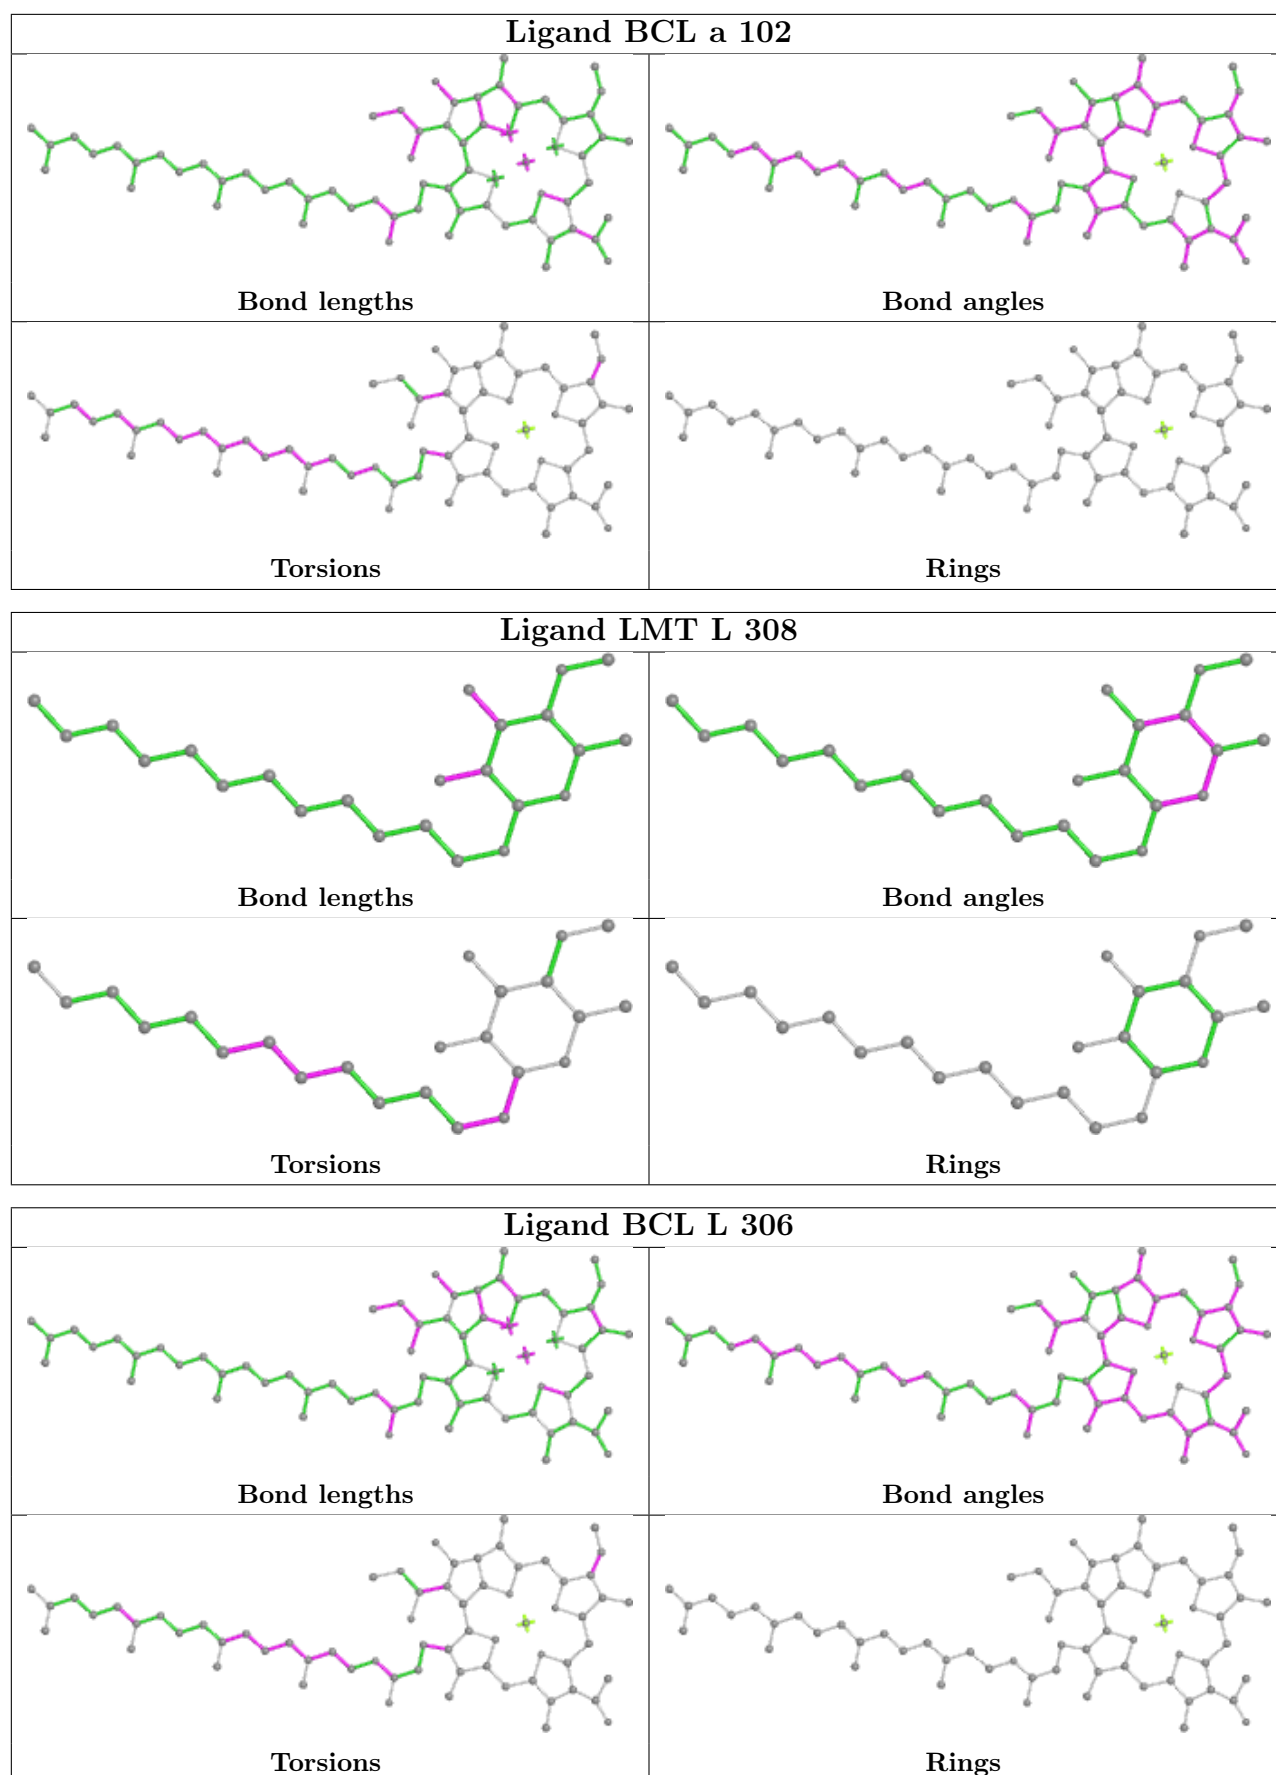 Ligand BCL a 102
Bond lengths
Bond angles
Torsions
Rings
Ligand LMT L 308
Bond lengths
Bond angles
Torsions
Rings
Ligand BCL L 306
Bond lengths
Bond angles
Torsions
Rings